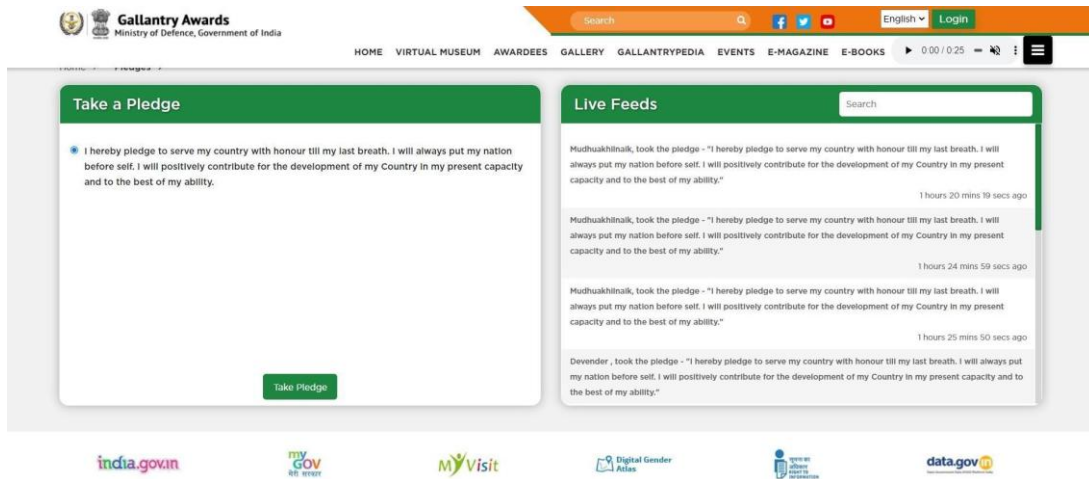 Gallantry Awards
Ministry of Defence, Government of India
Search
English
Login
HOME VIRTUAL MUSEUM AWARDEES GALLERY GALLANTRYPEDIA EVENTS E-MAGAZINE E-BOOKS
0:00 / 0:25
Take a Pledge
I hereby pledge to serve my country with honour till my last breath. I will always put my nation
before self. I will positively contribute for the development of my Country in my present capacity
and to the best of my ability.
Take Pledge
Live Feeds
Search
Mudhuakhilnaik, took the pledge - "I hereby pledge to serve my country with honour till my last breath. I will
always put my nation before self. I will positively contribute for the development of my Country in my present
capacity and to the best of my ability."
1 hours 20 mins 19 secs ago
Mudhuakhilnaik, took the pledge - "I hereby pledge to serve my country with honour till my last breath. I will
always put my nation before self. I will positively contribute for the development of my Country in my present
capacity and to the best of my ability."
1 hours 24 mins 59 secs ago
Mudhuakhilnaik, took the pledge - "I hereby pledge to serve my country with honour till my last breath. I will
always put my nation before self. I will positively contribute for the development of my Country in my present
capacity and to the best of my ability."
1 hours 25 mins 50 secs ago
Devender , took the pledge - "I hereby pledge to serve my country with honour till my last breath. I will always put
my nation before self. I will positively contribute for the development of my Country in my present capacity and to
the best of my ability."
india.gov.in
my
GOV
मेरी सरकार
MyVisit
Digital Gender
Atlas
सूचना का
अधिकार
RIGHT TO
INFORMATION
data.gov in